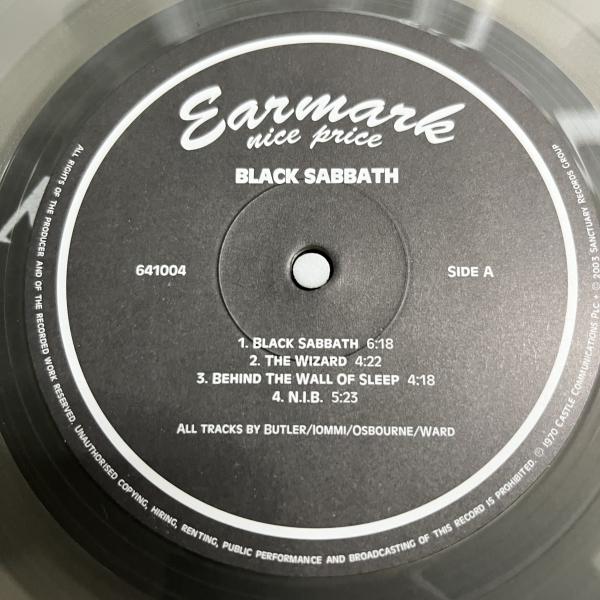 Earmark
nice price
BLACK SABBATH
641004
SIDE A
1. BLACK SABBATH 6:18
2. THE WIZARD 4:22
3. BEHIND THE WALL OF SLEEP 4:18
4. N.I.B. 5:23
ALL TRACKS BY BUTLER/IOMMI/OSBOURNE/WARD
ALL RIGHTS OF THE PRODUCER AND OF THE RECORDED WORK RESERVED. UNAUTHORISED COPYING, HIRING, RENTING, PUBLIC PERFORMANCE AND BROADCASTING OF THIS RECORD IS PROHIBITED. ℗ 1970 CASTLE COMMUNICATIONS PLC • © 2003 SANCTUARY RECORDS GROUP